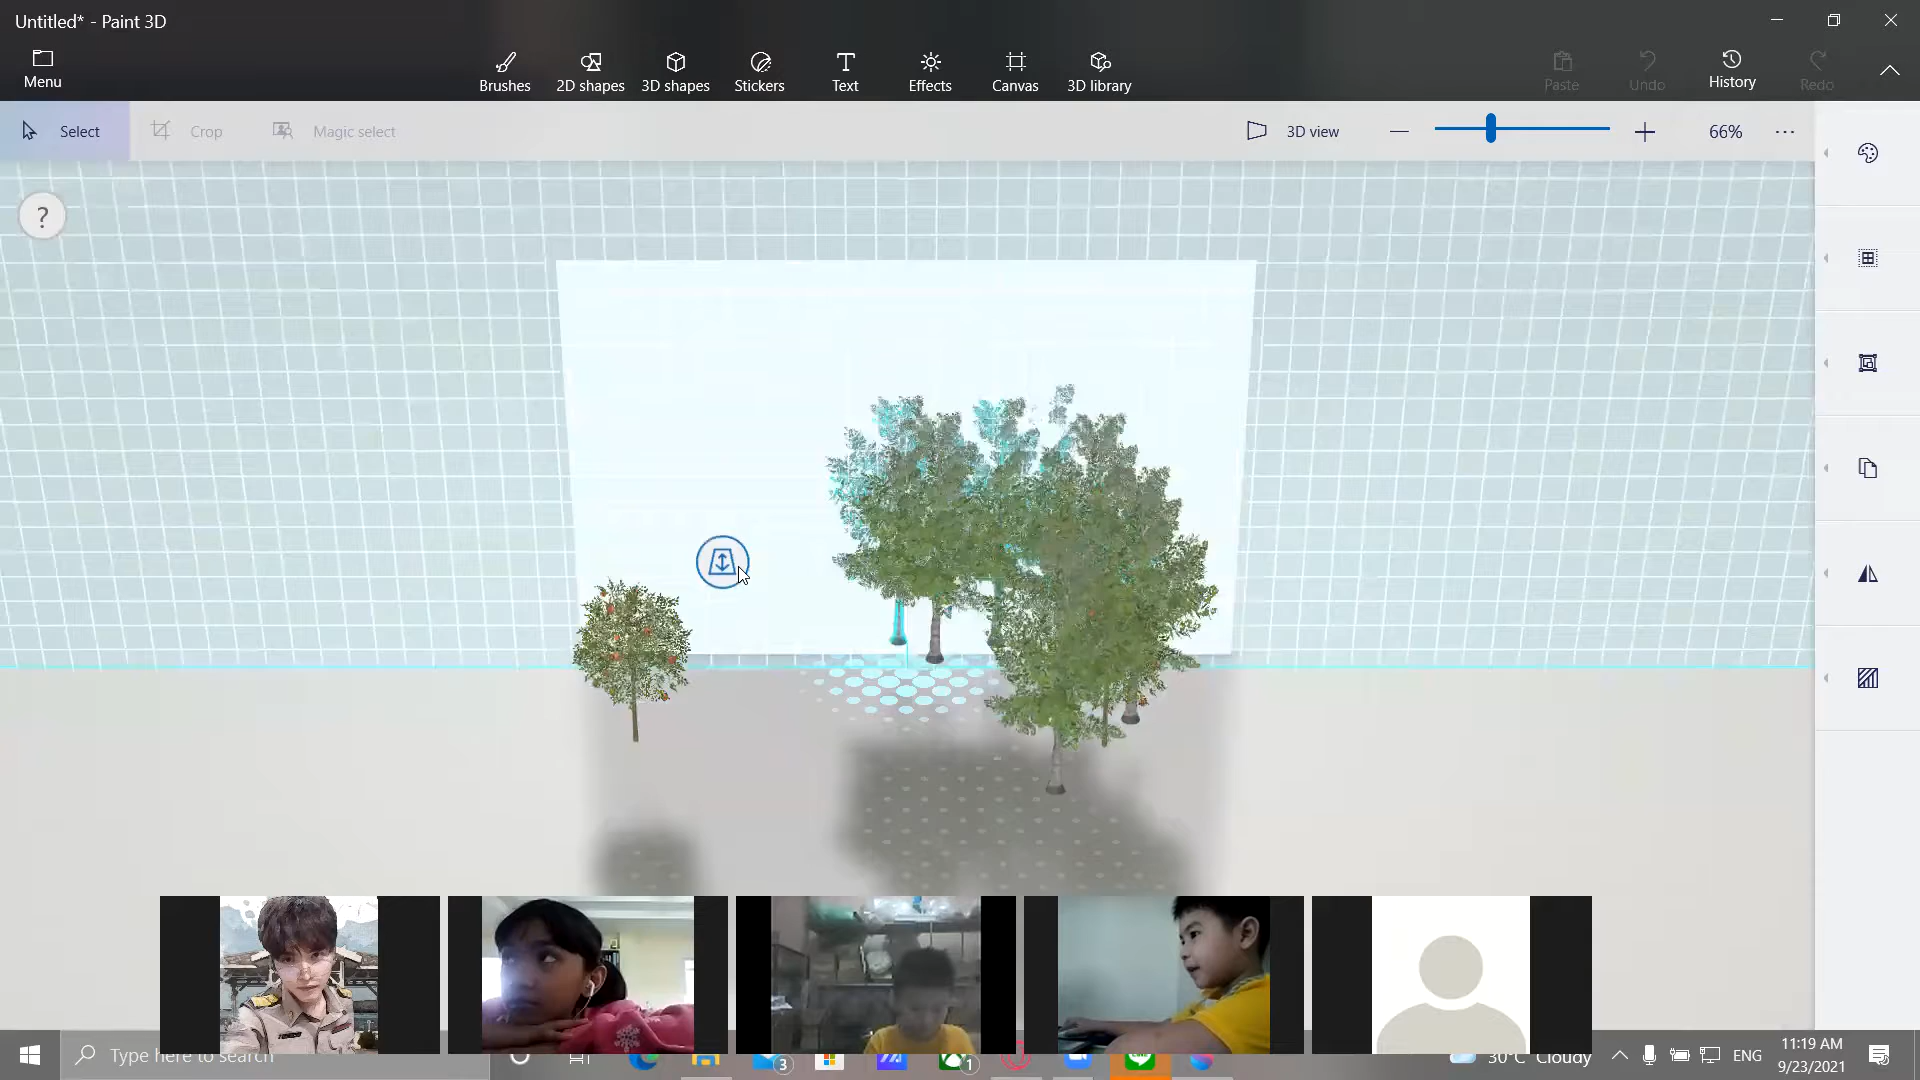 Untitled* - Paint 3D
Menu
Brushes
2D shapes
3D shapes
Stickers
Text
Effects
Canvas
3D library
Paste
Undo
History
Redo
Select
Crop
Magic select
3D view
66%
?
Type here to search
3
1
30°C Cloudy
ENG
11:19 AM
9/23/2021